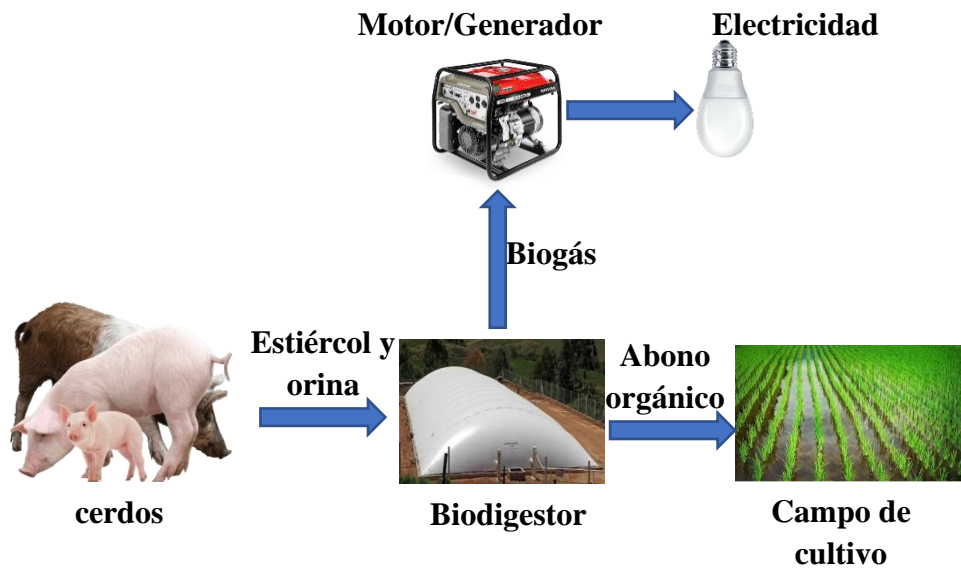 Motor/Generador
Electricidad
Biogás
Estiércol y
orina
Abono
orgánico
cerdos
Biodigestor
Campo de
cultivo